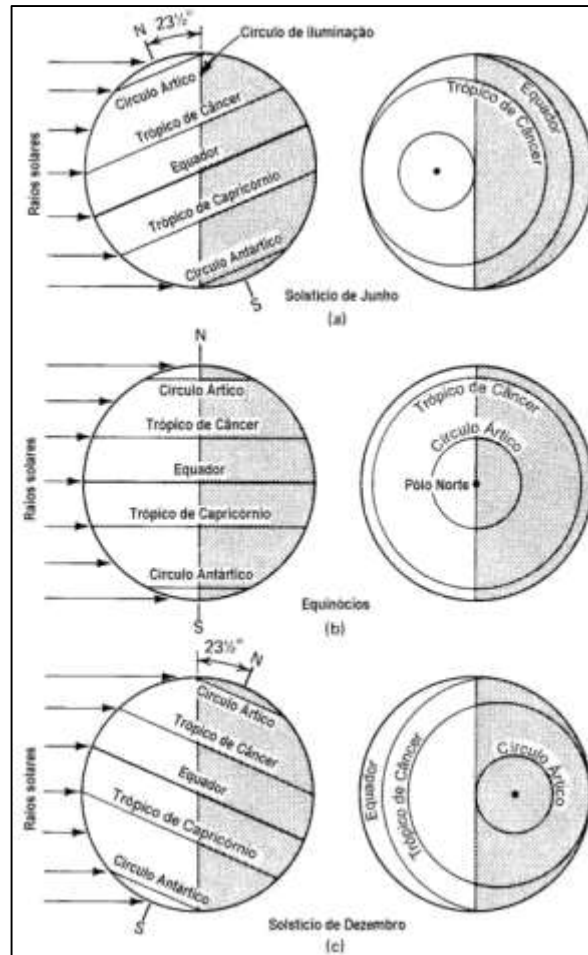 N 23½°
Círculo de iluminação
Raios solares
Círculo Ártico
Trópico de Câncer
Equador
Trópico de Capricórnio
Círculo Antártico
S
Trópico de Câncer
Equador
Solstício de Junho
(a)
N
Raios solares
Círculo Ártico
Trópico de Câncer
Equador
Trópico de Capricórnio
Círculo Antártico
S
Trópico de Câncer
Círculo Ártico
Pólo Norte
Equinócios
(b)
23½° N
Raios solares
Círculo Ártico
Trópico de Câncer
Equador
Trópico de Capricórnio
Círculo Antártico
S
Equador
Trópico de Câncer
Círculo Ártico
Solstício de Dezembro
(c)